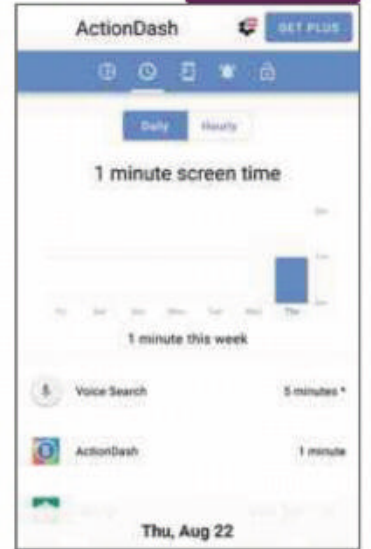 ActionDash
GET PLUS
Daily Hourly
1 minute screen time
Thu
1 minute this week
Voice Search 5 minutes *
ActionDash 1 minute
Thu, Aug 22